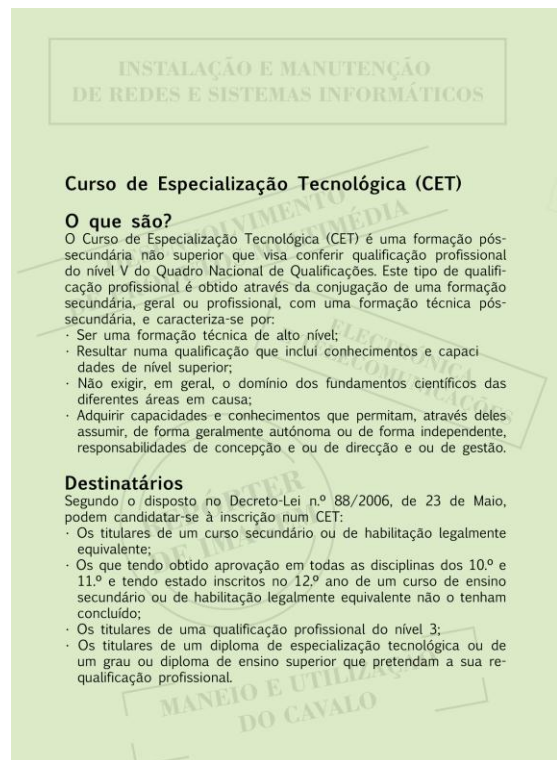 INSTALAÇÃO E MANUTENÇÃO
DE REDES E SISTEMAS INFORMÁTICOS
Curso de Especialização Tecnológica (CET)
O que são?
O Curso de Especialização Tecnológica (CET) é uma formação pós-
secundária não superior que visa conferir qualificação profissional
do nível V do Quadro Nacional de Qualificações. Este tipo de qualifi-
cação profissional é obtido através da conjugação de uma formação
secundária, geral ou profissional, com uma formação técnica pós-
secundária, e caracteriza-se por:
· Ser uma formação técnica de alto nível;
· Resultar numa qualificação que inclui conhecimentos e capaci
dades de nível superior;
· Não exigir, em geral, o domínio dos fundamentos científicos das
diferentes áreas em causa;
· Adquirir capacidades e conhecimentos que permitam, através deles
assumir, de forma geralmente autónoma ou de forma independente,
responsabilidades de concepção e ou de direcção e ou de gestão.
Destinatários
Segundo o disposto no Decreto-Lei n.º 88/2006, de 23 de Maio,
podem candidatar-se à inscrição num CET:
· Os titulares de um curso secundário ou de habilitação legalmente
equivalente;
· Os que tendo obtido aprovação em todas as disciplinas dos 10.º e
11.º e tendo estado inscritos no 12.º ano de um curso de ensino
secundário ou de habilitação legalmente equivalente não o tenham
concluído;
· Os titulares de uma qualificação profissional do nível 3;
· Os titulares de um diploma de especialização tecnológica ou de
um grau ou diploma de ensino superior que pretendam a sua re-
qualificação profissional.
REPÓRTER
DE IMAGEM
MANEIO E UTILIZAÇÃO
DO CAVALO